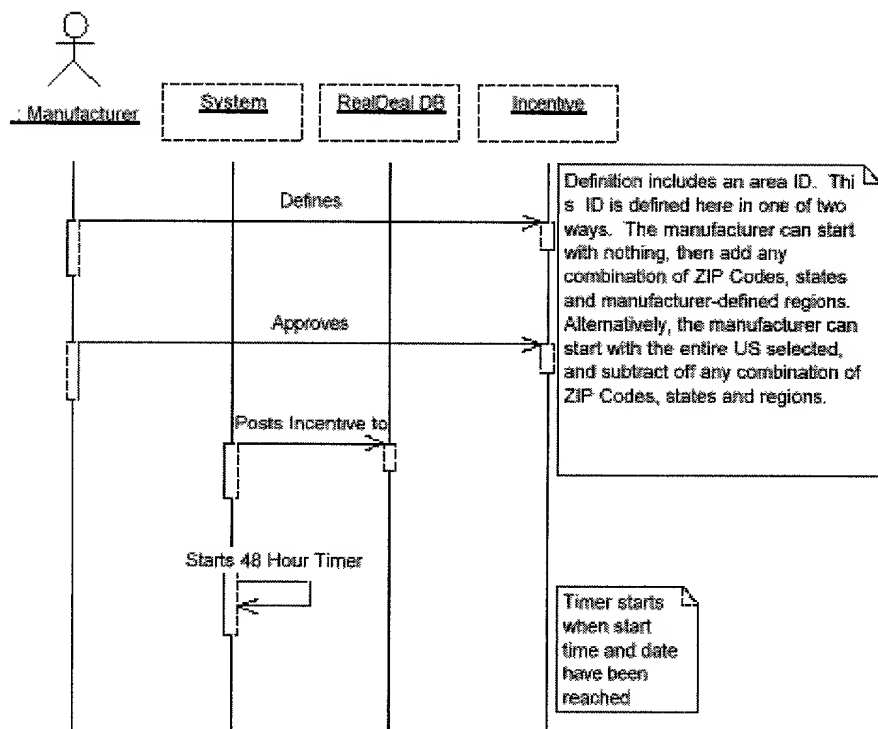 : Manufacturer
System
RealDeal DB
Incentive
Defines
Approves
Posts Incentive to
Starts 48 Hour Timer
Definition includes an area ID. Thi
s ID is defined here in one of two
ways. The manufacturer can start
with nothing, then add any
combination of ZIP Codes, states
and manufacturer-defined regions.
Alternatively, the manufacturer can
start with the entire US selected,
and subtract off any combination of
ZIP Codes, states and regions.
Timer starts
when start
time and date
have been
reached